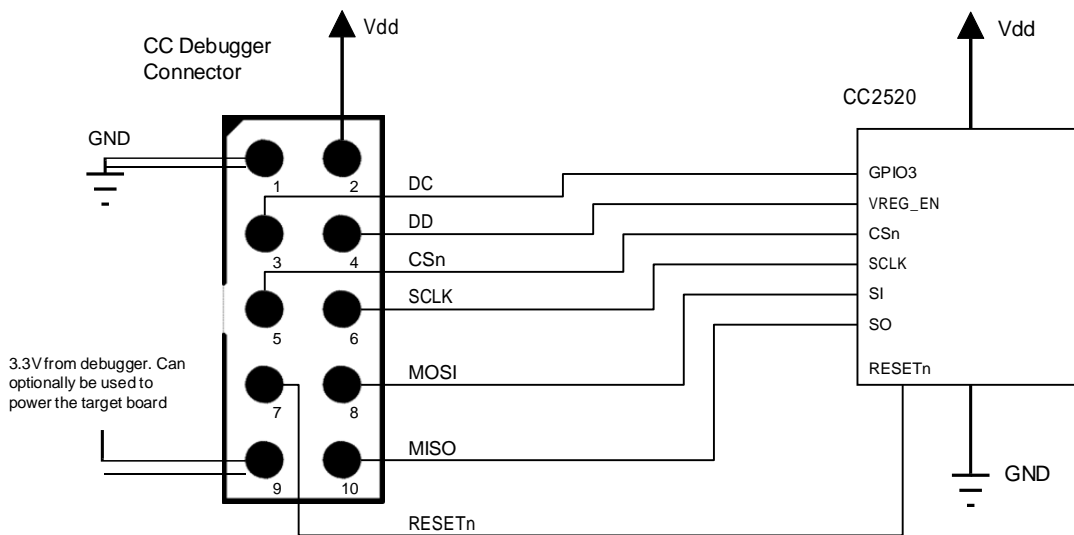 Vdd
CC Debugger
Connector
GND
1
2
DC
3
4
DD
CSn
5
6
SCLK
3.3V from debugger. Can
optionally be used to
power the target board
7
8
MOSI
9
10
MISO
RESETn
Vdd
CC2520
GPIO3
VREG_EN
CSn
SCLK
SI
SO
RESETn
GND